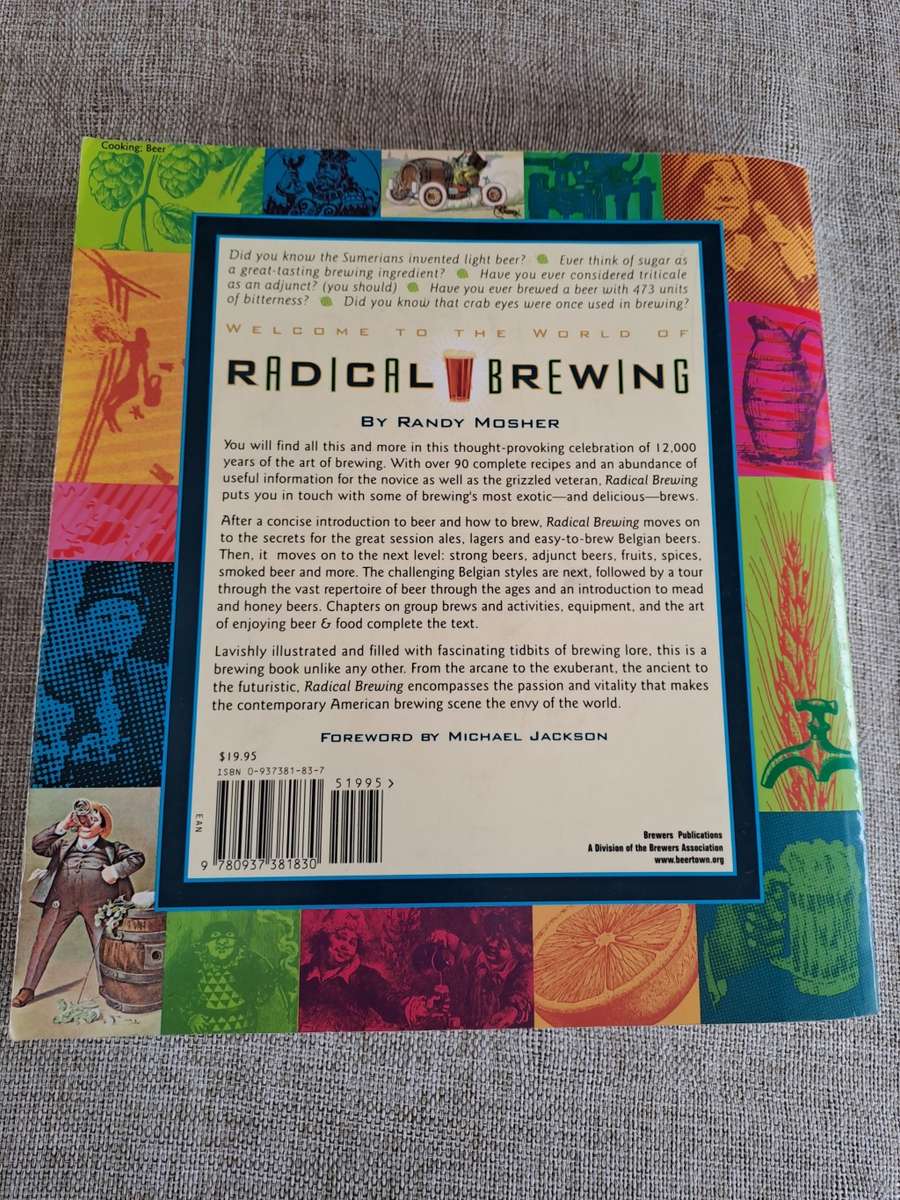 Cooking: Beer
Did you know the Sumerians invented light beer? Ever think of sugar as
a great-tasting brewing ingredient? Have you ever considered triticale
as an adjunct? (you should) Have you ever brewed a beer with 473 units
of bitterness? Did you know that crab eyes were once used in brewing?
WELCOME TO THE WORLD OF
RADICAL BREWING
BY RANDY MOSHER
You will find all this and more in this thought-provoking celebration of 12,000
years of the art of brewing. With over 90 complete recipes and an abundance of
useful information for the novice as well as the grizzled veteran, Radical Brewing
puts you in touch with some of brewing's most exotic—and delicious—brews.
After a concise introduction to beer and how to brew, Radical Brewing moves on
to the secrets for the great session ales, lagers and easy-to-brew Belgian beers.
Then, it moves on to the next level: strong beers, adjunct beers, fruits, spices,
smoked beer and more. The challenging Belgian styles are next, followed by a tour
through the vast repertoire of beer through the ages and an introduction to mead
and honey beers. Chapters on group brews and activities, equipment, and the art
of enjoying beer & food complete the text.
Lavishly illustrated and filled with fascinating tidbits of brewing lore, this is a
brewing book unlike any other. From the arcane to the exuberant, the ancient to
the futuristic, Radical Brewing encompasses the passion and vitality that makes
the contemporary American brewing scene the envy of the world.
FOREWORD BY MICHAEL JACKSON
$19.95
ISBN 0-937381-83-7
51995>
EAN
9 780937 381830
Brewers Publications
A Division of the Brewers Association
www.beertown.org